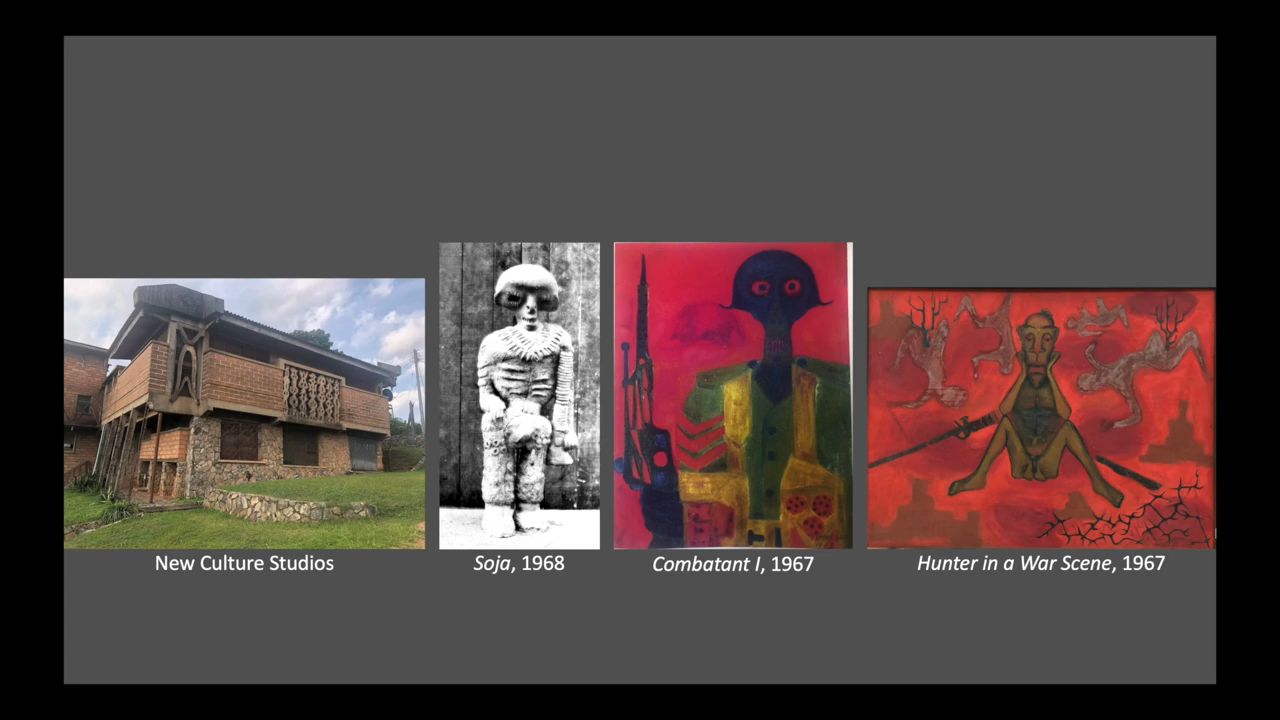 New Culture Studios
Soja, 1968
Combatant I, 1967
Hunter in a War Scene, 1967